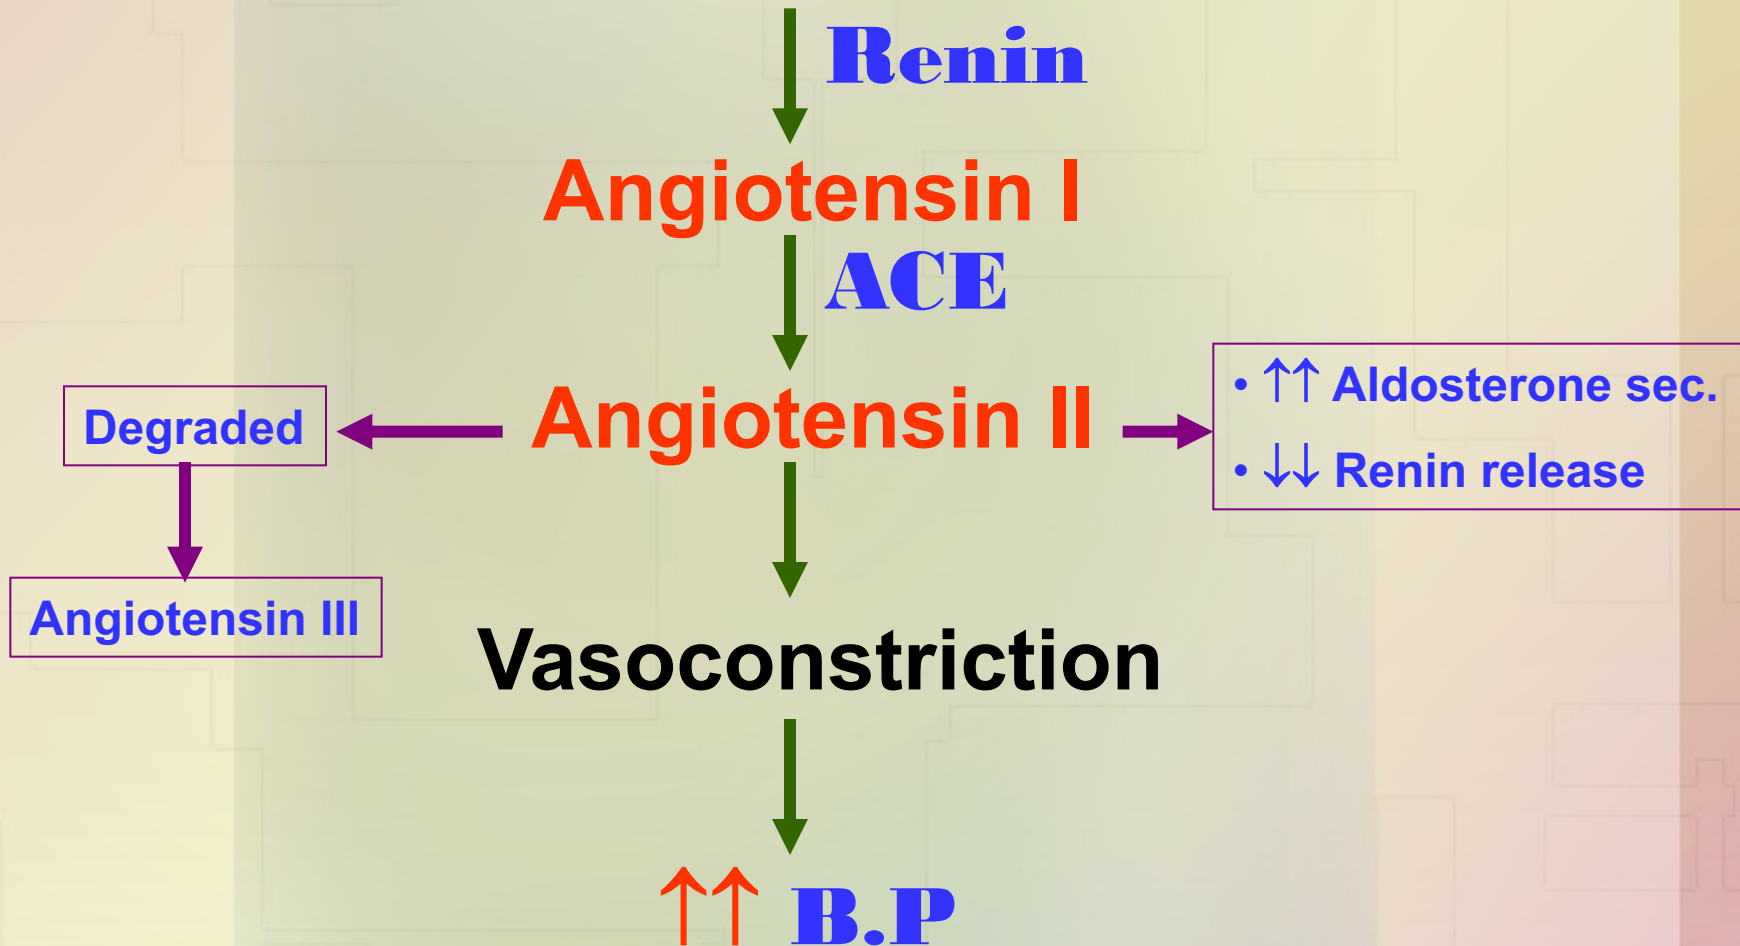 Renin
Angiotensin I
ACE
Angiotensin II
Degraded
Angiotensin III
• ↑↑ Aldosterone sec.
• ↓↓ Renin release
Vasoconstriction
↑↑ B.P